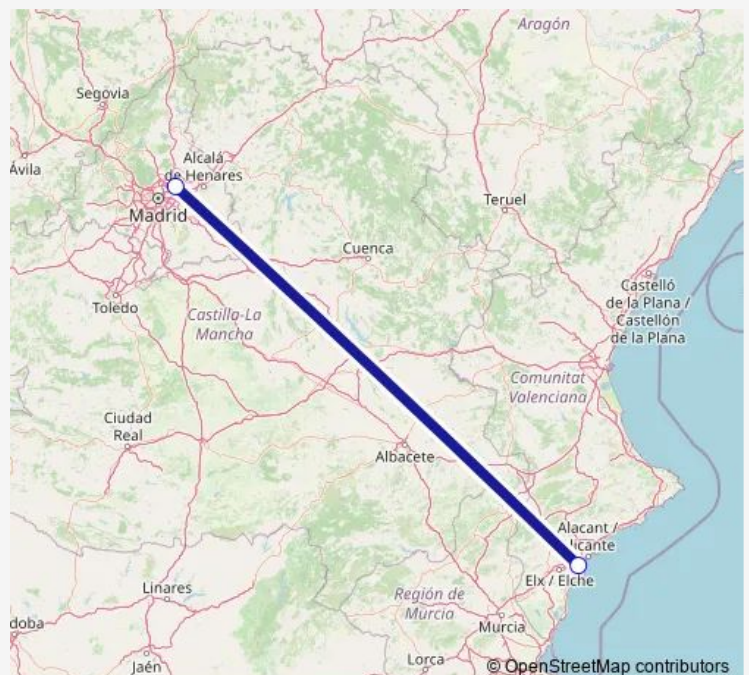 Aragón
Segovia
Ávila
Alcalá
de Henares
Madrid
Teruel
Cuenca
Toledo
Castilla-La
Mancha
Castelló
de la Plana /
Castellón
de la Plana
Comunitat
Valenciana
Ciudad
Real
Albacete
Alacant /
licante
Elx / Elche
Linares
Región de
Murcia
Murcia
doba
Jaén
Lorca
© OpenStreetMap contributors